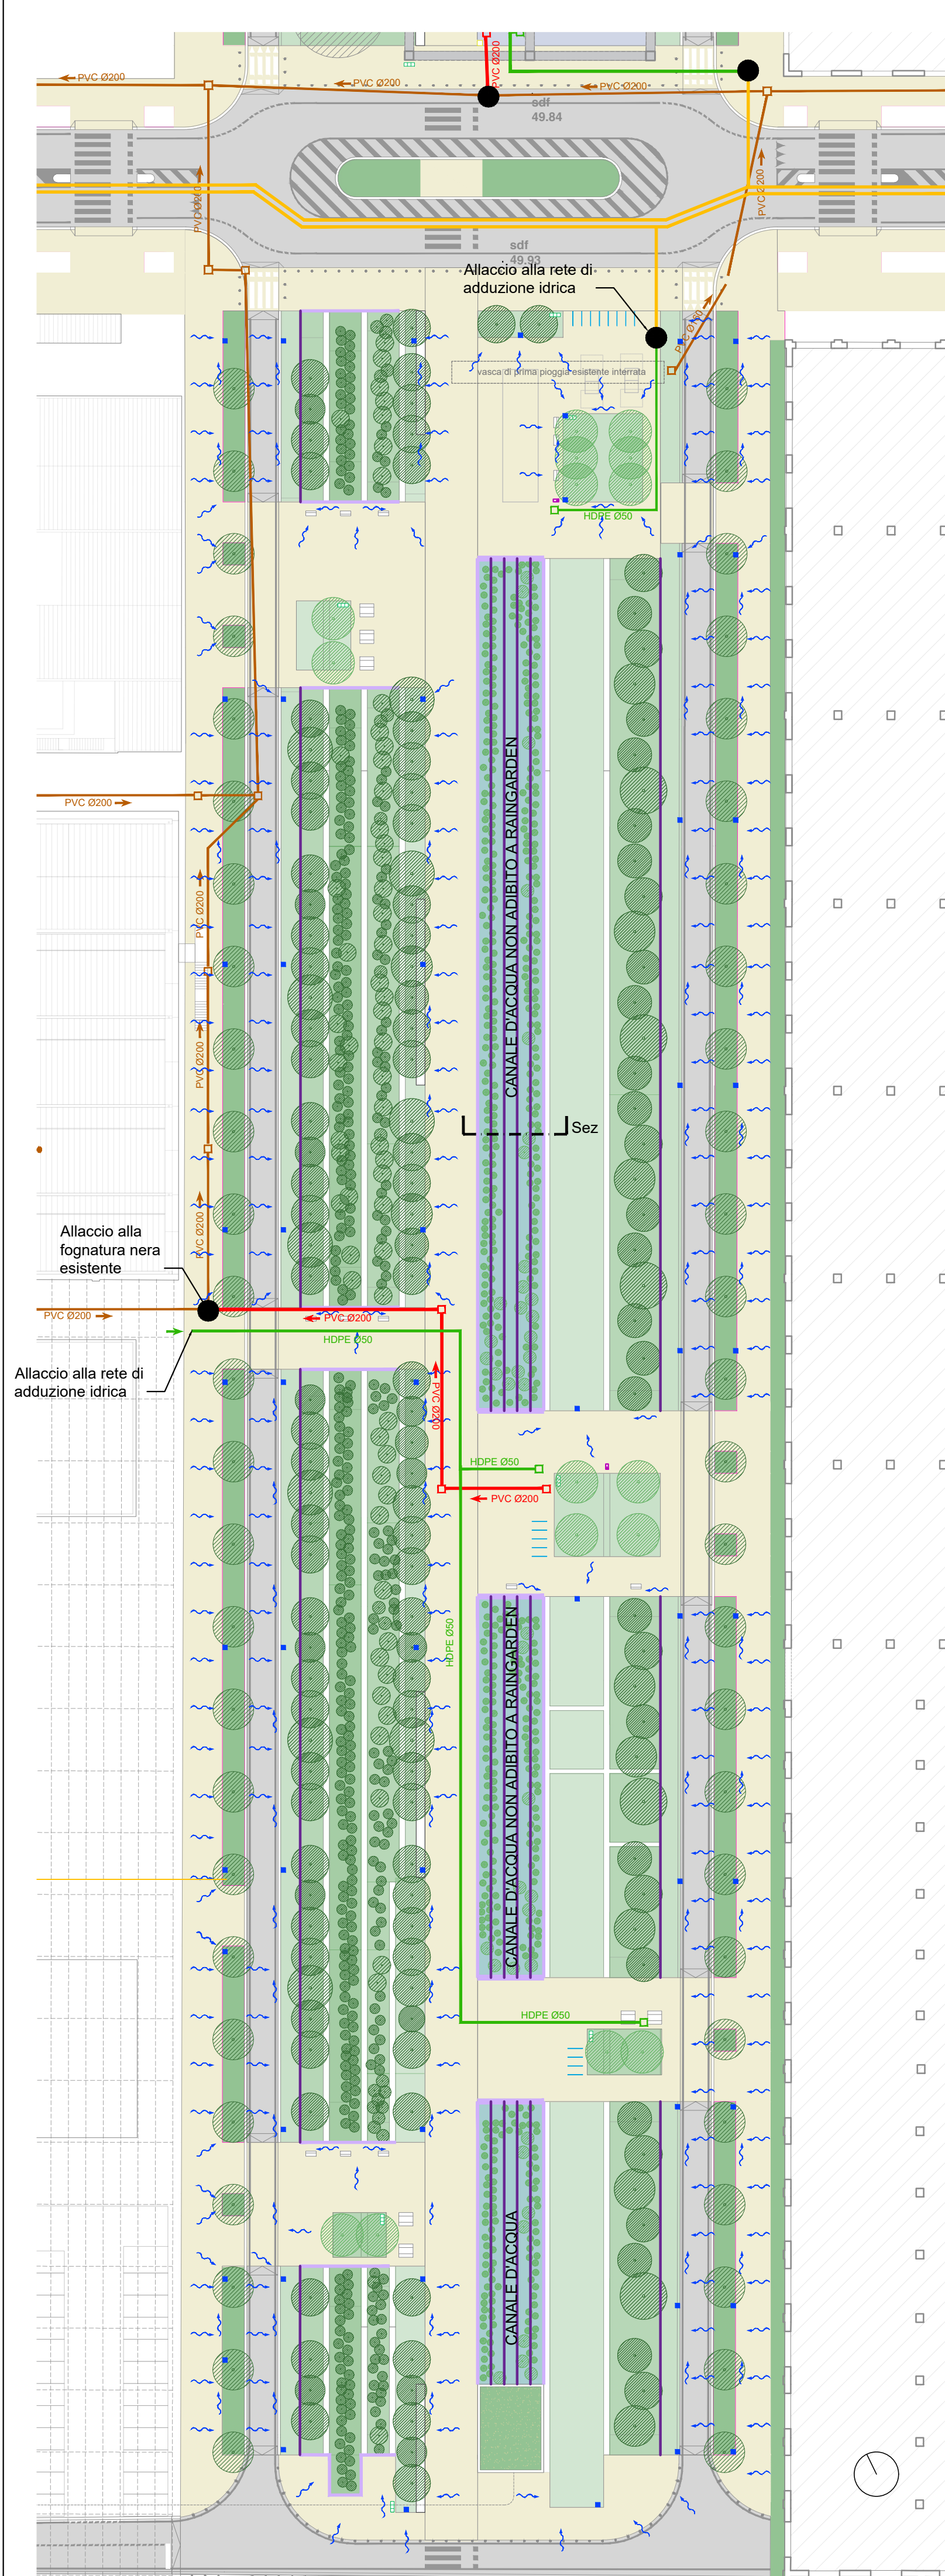 PVC Ø200
PVC Ø200
PVC Ø200
PVC Ø200
sdf
49.84
PVC Ø200
PVC Ø200
sdf
49.93
Allaccio alla rete di
adduzione idrica
vasca di prima pioggia esistente interrata
HDPE Ø50
CANALE D'ACQUA NON ADIBITO A RAINGARDEN
PVC Ø200
PVC Ø200
PVC Ø200
Sez
PVC Ø200
Allaccio alla
fognatura nera
esistente
PVC Ø200
PVC Ø200
HDPE Ø50
Allaccio alla rete di
adduzione idrica
PVC Ø200
HDPE Ø50
PVC Ø200
HDPE Ø50
CANALE D'ACQUA NON ADIBITO A RAINGARDEN
HDPE Ø50
CANALE D'ACQUA